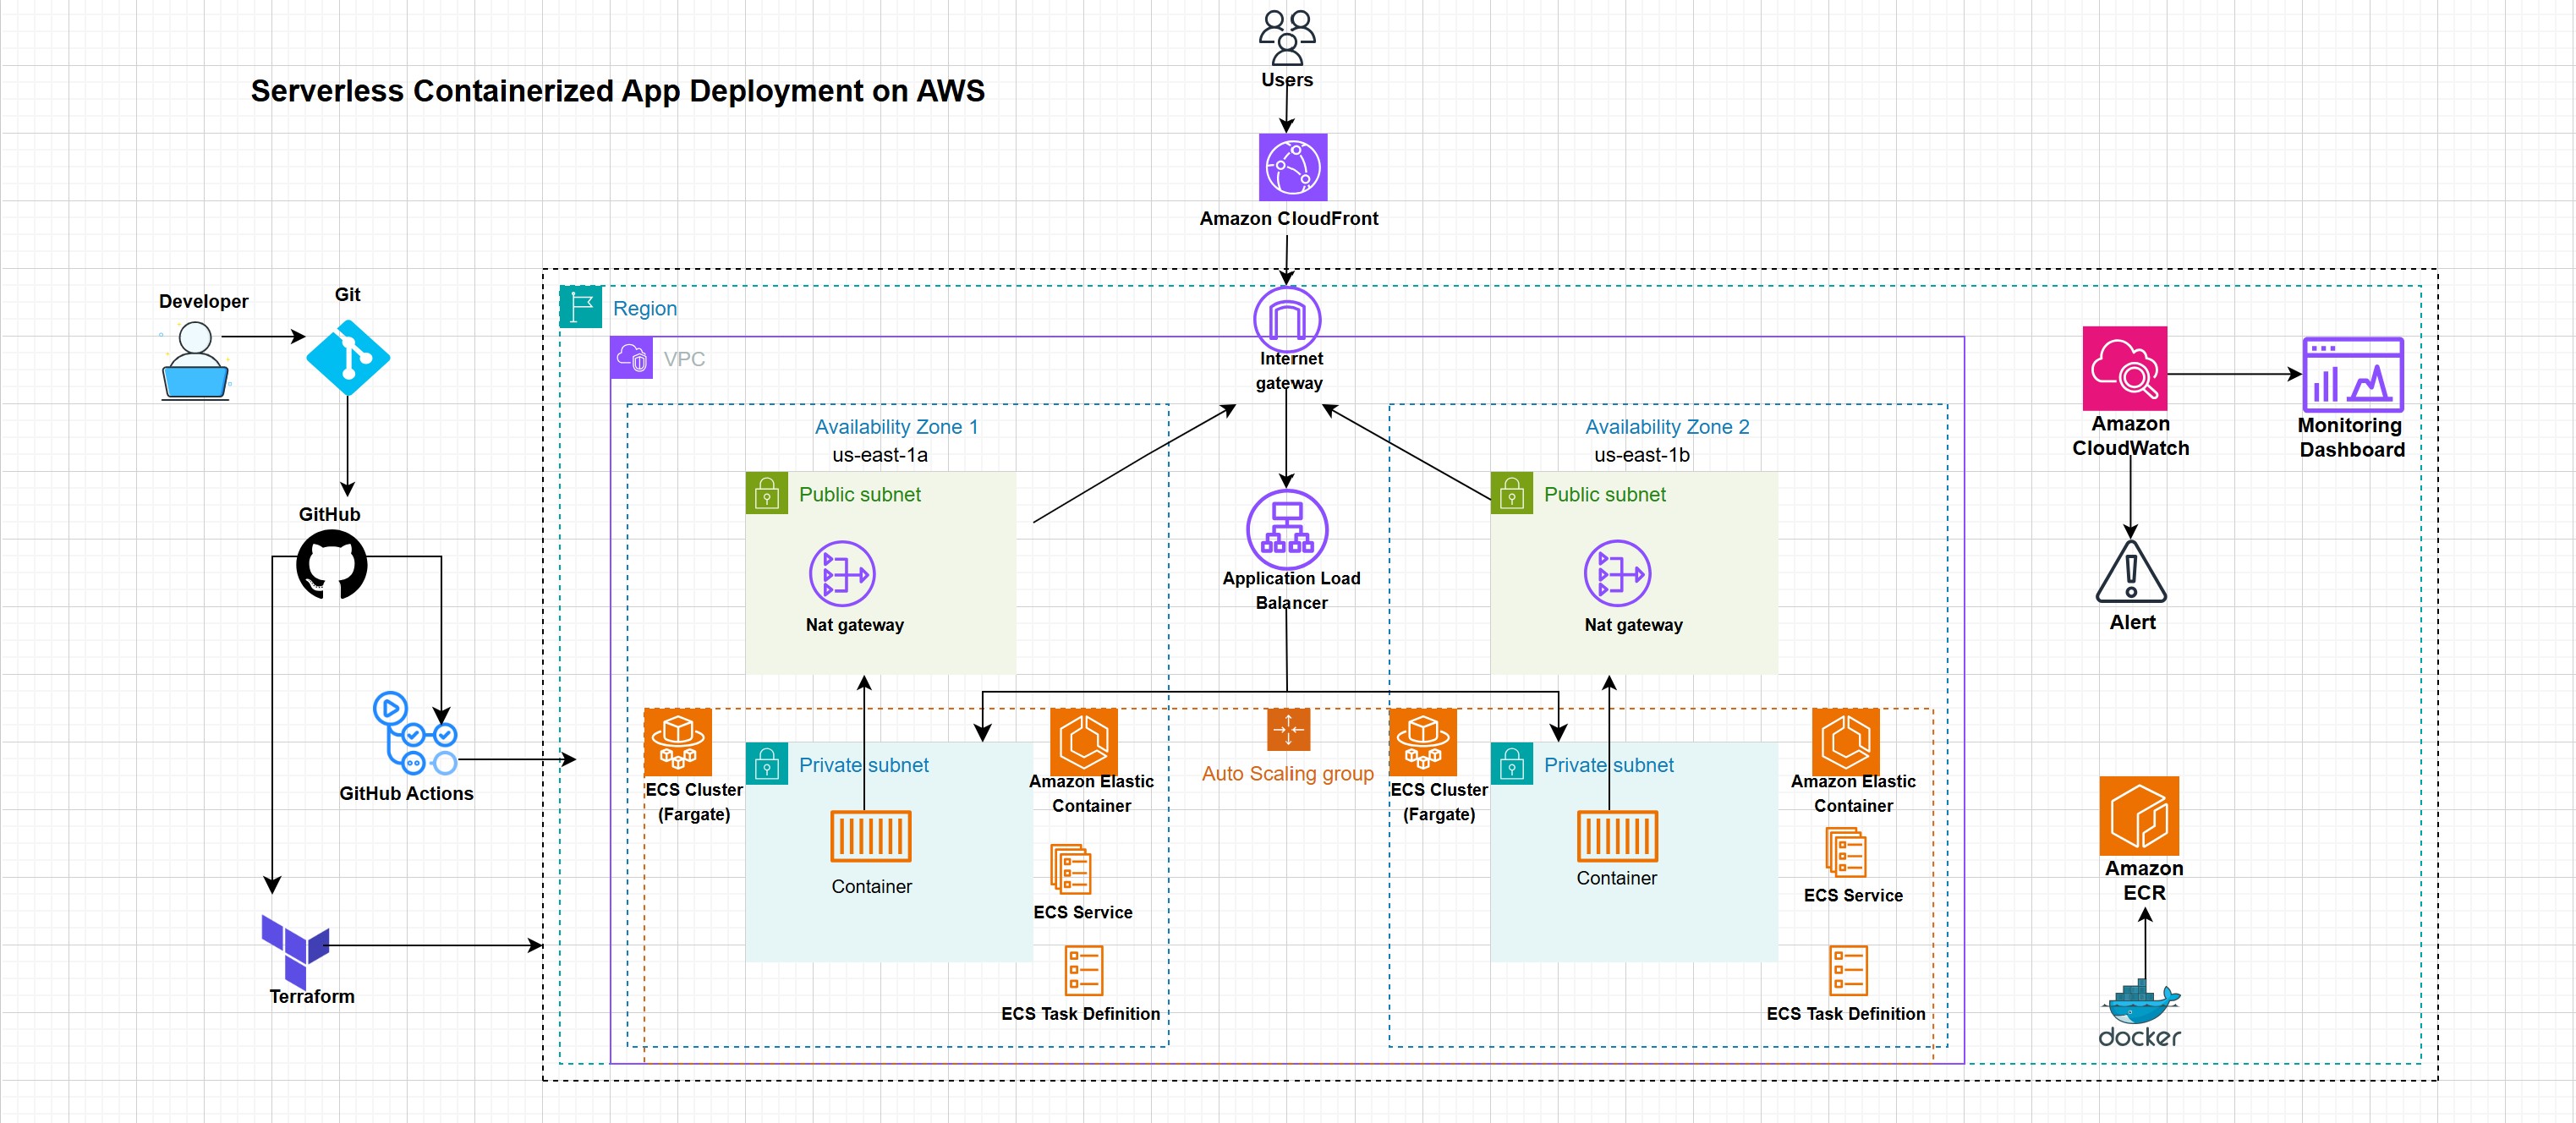 Users
Serverless Containerized App Deployment on AWS
Amazon CloudFront
Developer
Git
Region
Internet
gateway
VPC
Availability Zone 1
us-east-1a
Availability Zone 2
us-east-1b
Amazon
CloudWatch
Monitoring
Dashboard
GitHub
Public subnet
Public subnet
Application Load
Balancer
Nat gateway
Nat gateway
Alert
GitHub Actions
ECS Cluster
(Fargate)
Private subnet
Amazon Elastic
Container
Auto Scaling group
ECS Cluster
(Fargate)
Private subnet
Amazon Elastic
Container
Container
Container
ECS Service
ECS Service
Amazon
ECR
Terraform
ECS Task Definition
ECS Task Definition
docker